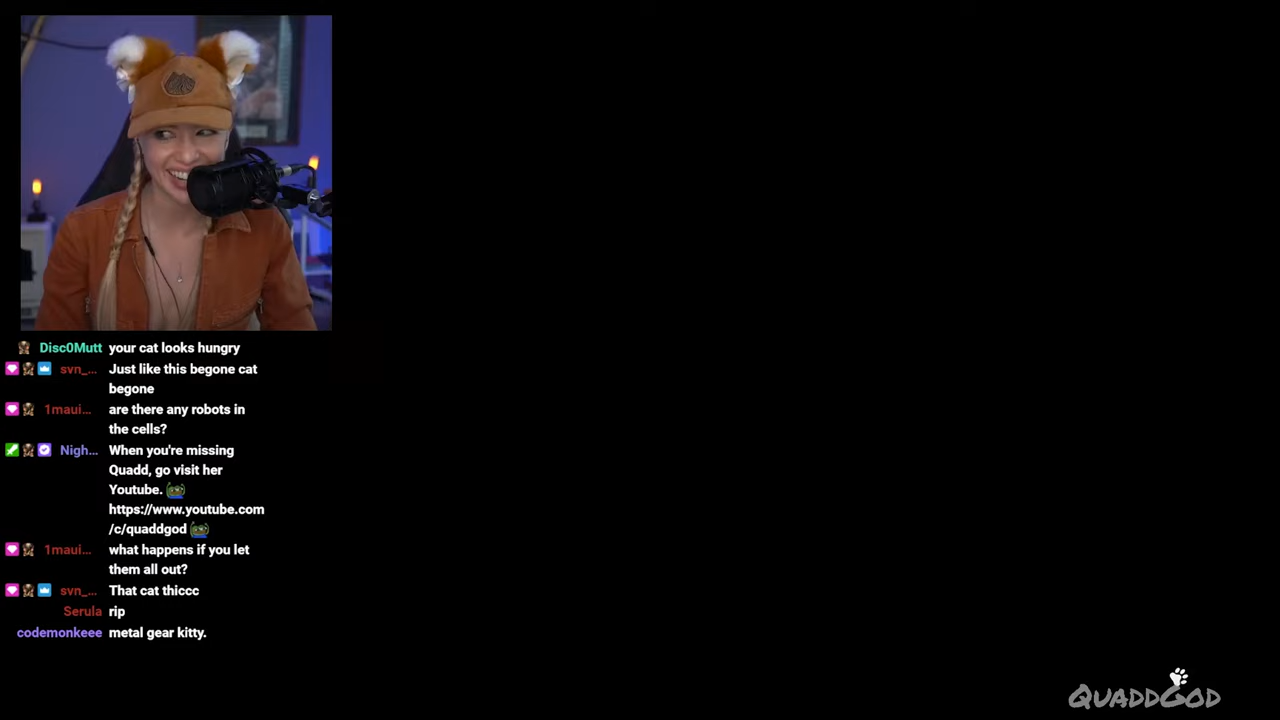 Disc0Mutt your cat looks hungry
svn_... Just like this begone cat
begone
1maui... are there any robots in
the cells?
Nigh... When you're missing
Quadd, go visit her
Youtube.
https://www.youtube.com
/c/quaddgod
1maui... what happens if you let
them all out?
svn_... That cat thiccc
Serula rip
codemonkeee metal gear kitty.
QUADDGOD